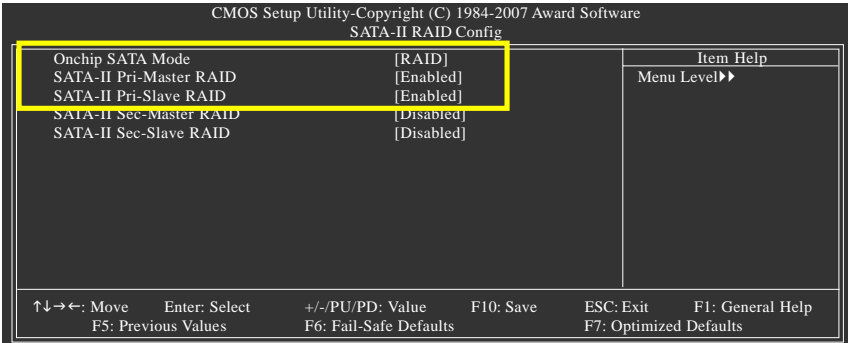 CMOS Setup Utility-Copyright (C) 1984-2007 Award Software
SATA-II RAID Config
Onchip SATA Mode [RAID]
SATA-II Pri-Master RAID [Enabled]
SATA-II Pri-Slave RAID [Enabled]
SATA-II Sec-Master RAID [Disabled]
SATA-II Sec-Slave RAID [Disabled]
Item Help
Menu Level
↑↓→←: Move Enter: Select +/-/PU/PD: Value F10: Save ESC: Exit F1: General Help
F5: Previous Values F6: Fail-Safe Defaults F7: Optimized Defaults